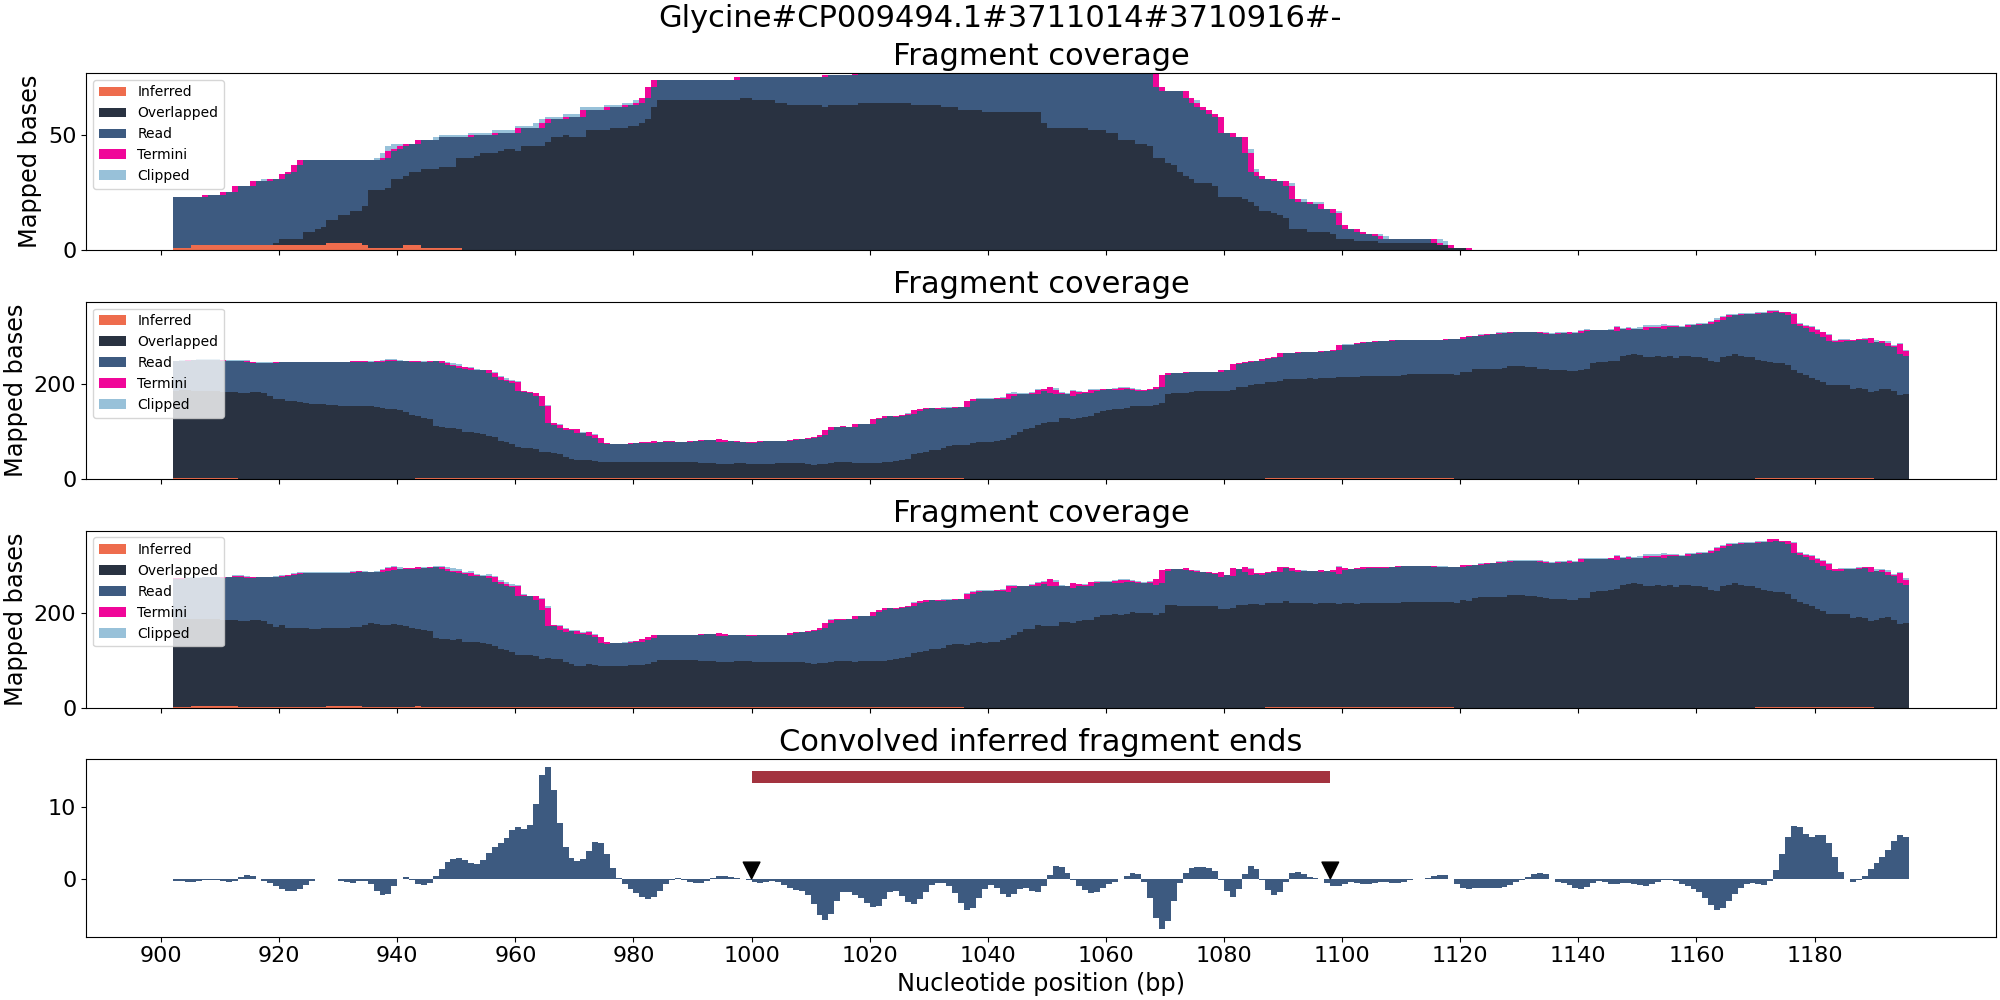 Glycine#CP009494.1#3711014#3710916#-
Fragment coverage
Mapped bases
50
0
Inferred
Overlapped
Read
Termini
Clipped
Fragment coverage
Mapped bases
200
0
Inferred
Overlapped
Read
Termini
Clipped
Fragment coverage
Mapped bases
200
0
Inferred
Overlapped
Read
Termini
Clipped
Convolved inferred fragment ends
10
0
900 920 940 960 980 1000 1020 1040 1060 1080 1100 1120 1140 1160 1180
Nucleotide position (bp)